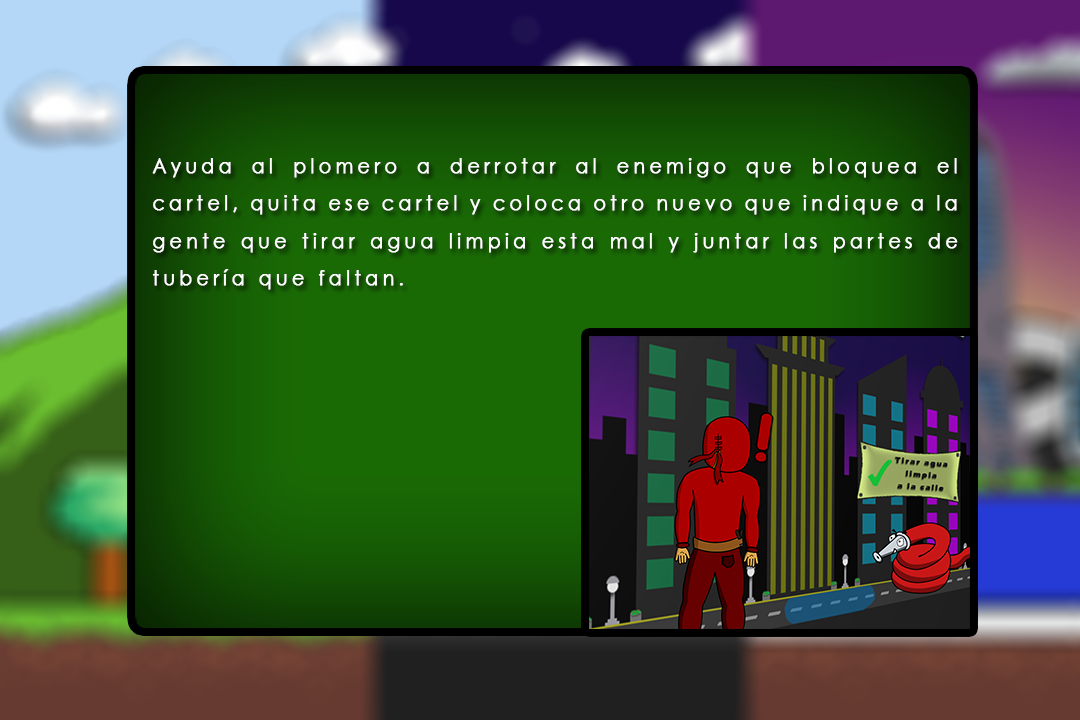 Ayuda al plomero a derrotar al enemigo que bloquea el
cartel, quita ese cartel y coloca otro nuevo que indique a la
gente que tirar agua limpia esta mal y juntar las partes de
tubería que faltan.
Tirar agua
limpia
a la calle